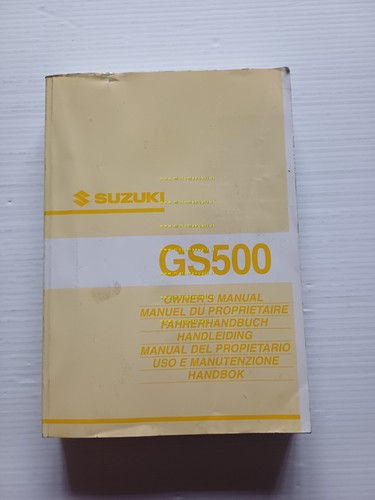 SUZUKI
GS500
OWNER'S MANUAL
MANUEL DU PROPRIETAIRE
FAHRERHANDBUCH
HANDLEIDING
MANUAL DEL PROPIETARIO
USO E MANUTENZIONE
HANDBOK